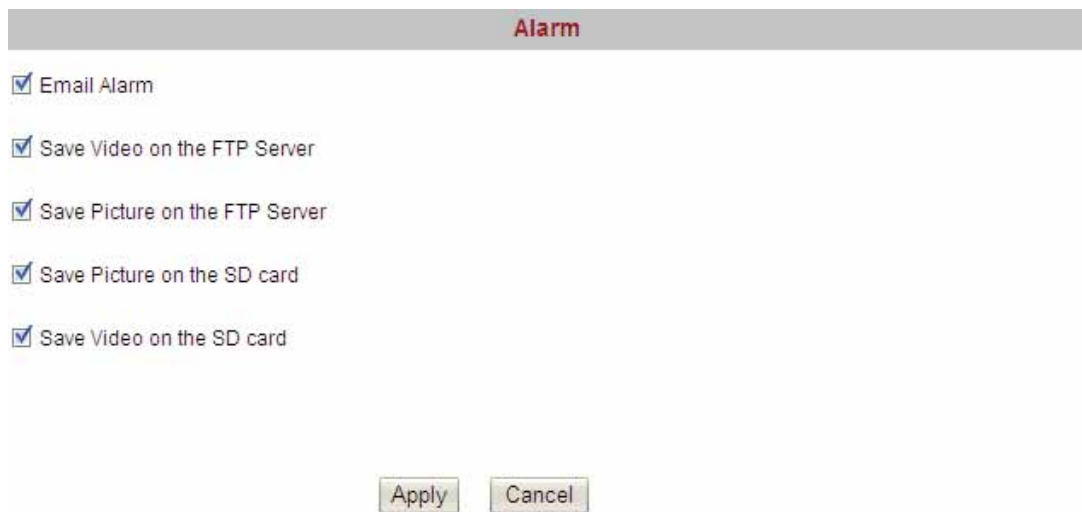 Alarm
Email Alarm
Save Video on the FTP Server
Save Picture on the FTP Server
Save Picture on the SD card
Save Video on the SD card
Apply Cancel